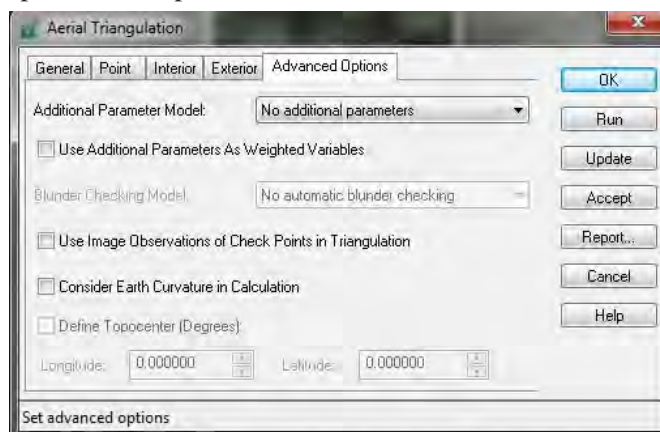 Aerial Triangulation
General Point Interior Exterior Advanced Options
OK
Additional Parameter Model: No additional parameters
Run
Use Additional Parameters As Weighted Variables
Update
Blunder Checking Model: No automatic blunder checking
Accept
Use Image Observations of Check Points in Triangulation
Report...
Consider Earth Curvature in Calculation
Cancel
Define Topocenter (Degrees):
Help
Longitude: 0.000000 Latitude: 0.000000
Set advanced options